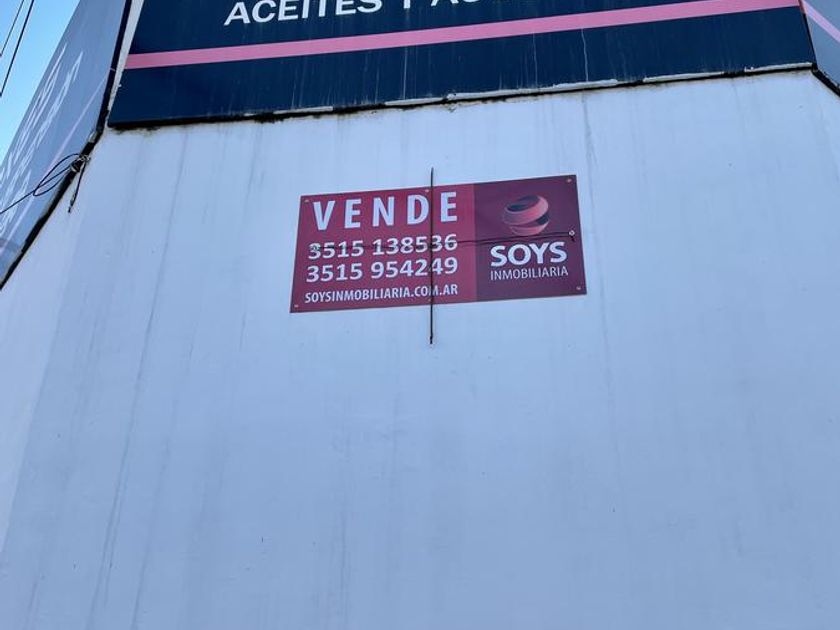 ACEITES Y
VENDE
3515 138536
3515 954249
SOYSINMOBILIARIA.COM.AR
SOYS
INMOBILIARIA